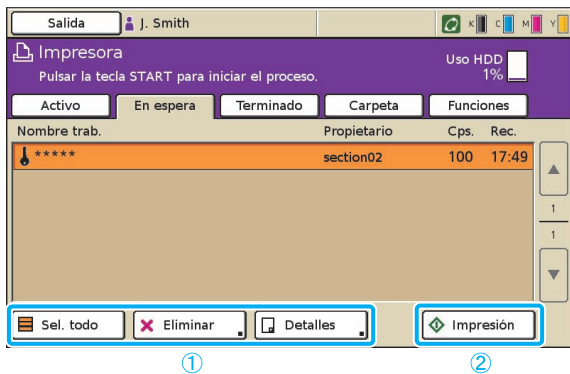 Salida J. Smith K C M Y
Impresora
Pulsar la tecla START para iniciar el proceso.
Uso HDD
1%
Activo En espera Terminado Carpeta Funciones
Nombre trab. Propietario Cps. Rec.
***** section02 100 17:49
1
1
Sel. todo Eliminar Detalles Impresión
① ②